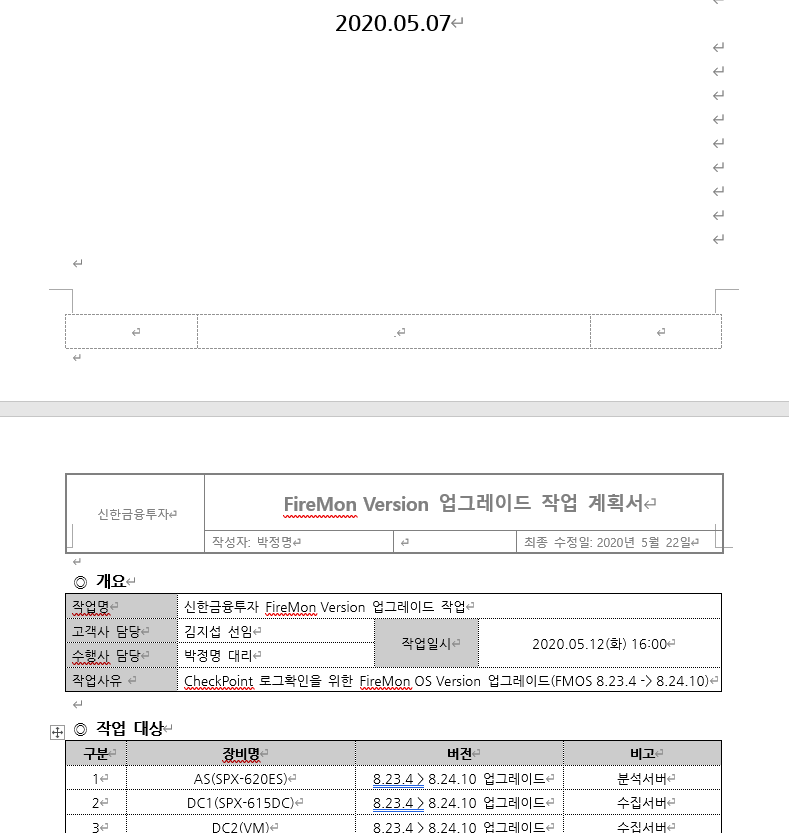 2020.05.07
신한금융투자
FireMon Version 업그레이드 작업 계획서
작성자: 박정명
최종 수정일: 2020년 5월 22일
◎ 개요
작업명 신한금융투자 FireMon Version 업그레이드 작업
고객사 담당 김지섭 선임
작업일시 2020.05.12(화) 16:00
수행사 담당 박정명 대리
작업사유 CheckPoint 로그확인을 위한 FireMon OS Version 업그레이드(FMOS 8.23.4 -> 8.24.10)
◎ 작업 대상
구분 장비명 버전 비고
1 AS(SPX-620ES) 8.23.4 > 8.24.10 업그레이드 분석서버
2 DC1(SPX-615DC) 8.23.4 > 8.24.10 업그레이드 수집서버
3 DC2(VM) 8.23.4 > 8.24.10 업그레이드 수집서버